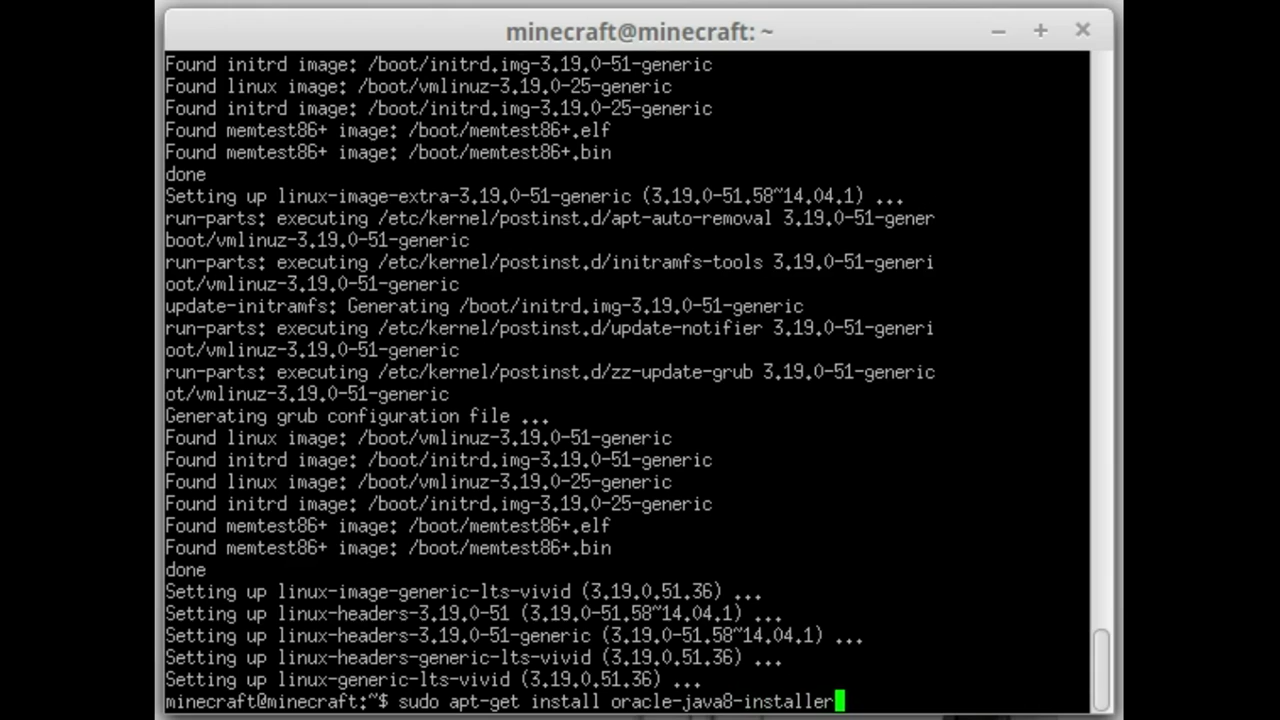 minecraft@minecraft: ~
Found initrd image: /boot/initrd.img-3.19.0-51-generic
Found linux image: /boot/vmlinuz-3.19.0-25-generic
Found initrd image: /boot/initrd.img-3.19.0-25-generic
Found memtest86+ image: /boot/memtest86+.elf
Found memtest86+ image: /boot/memtest86+.bin
done
Setting up linux-image-extra-3.19.0-51-generic (3.19.0-51.58~14.04.1) ...
run-parts: executing /etc/kernel/postinst.d/apt-auto-removal 3.19.0-51-gener
boot/vmlinuz-3.19.0-51-generic
run-parts: executing /etc/kernel/postinst.d/initramfs-tools 3.19.0-51-generi
oot/vmlinuz-3.19.0-51-generic
update-initramfs: Generating /boot/initrd.img-3.19.0-51-generic
run-parts: executing /etc/kernel/postinst.d/update-notifier 3.19.0-51-generi
oot/vmlinuz-3.19.0-51-generic
run-parts: executing /etc/kernel/postinst.d/zz-update-grub 3.19.0-51-generic
ot/vmlinuz-3.19.0-51-generic
Generating grub configuration file ...
Found linux image: /boot/vmlinuz-3.19.0-51-generic
Found initrd image: /boot/initrd.img-3.19.0-51-generic
Found linux image: /boot/vmlinuz-3.19.0-25-generic
Found initrd image: /boot/initrd.img-3.19.0-25-generic
Found memtest86+ image: /boot/memtest86+.elf
Found memtest86+ image: /boot/memtest86+.bin
done
Setting up linux-image-generic-lts-vivid (3.19.0.51.36) ...
Setting up linux-headers-3.19.0-51 (3.19.0-51.58~14.04.1) ...
Setting up linux-headers-3.19.0-51-generic (3.19.0-51.58~14.04.1) ...
Setting up linux-headers-generic-lts-vivid (3.19.0.51.36) ...
Setting up linux-generic-lts-vivid (3.19.0.51.36) ...
minecraft@minecraft:~$ sudo apt-get install oracle-java8-installer